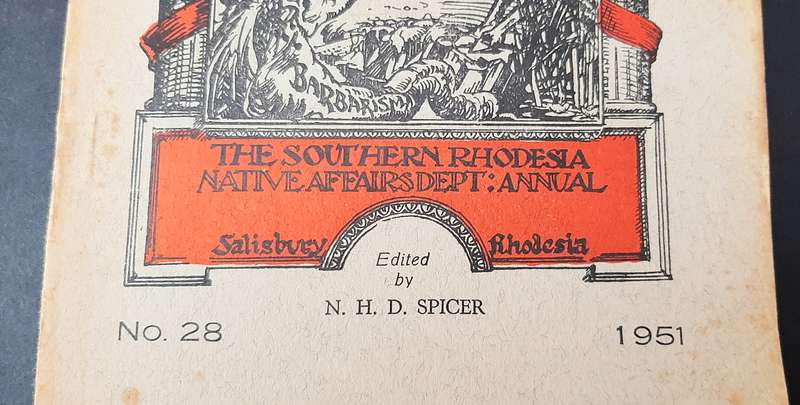 BARBARISM
THE SOUTHERN RHODESIA
NATIVE AFFAIRS DEPT: ANNUAL
Salisbury Rhodesia
Edited
by
N. H. D. SPICER
No. 28 1951